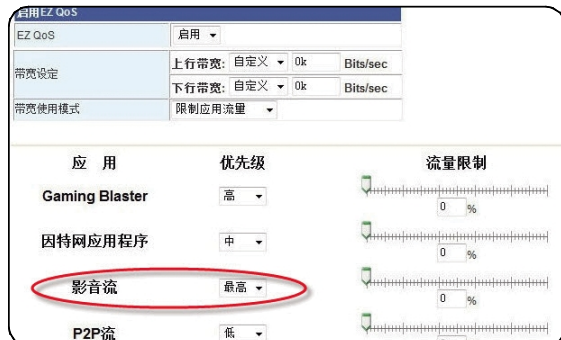 启用EZ QoS
EZ QoS 启用
带宽设定
上行带宽: 自定义 0k Bits/sec
下行带宽: 自定义 0k Bits/sec
带宽使用模式 限制应用流量
应 用 优先级 流量限制
Gaming Blaster 高 0 %
因特网应用程序 中 0 %
影音流 最高 0 %
P2P流 低